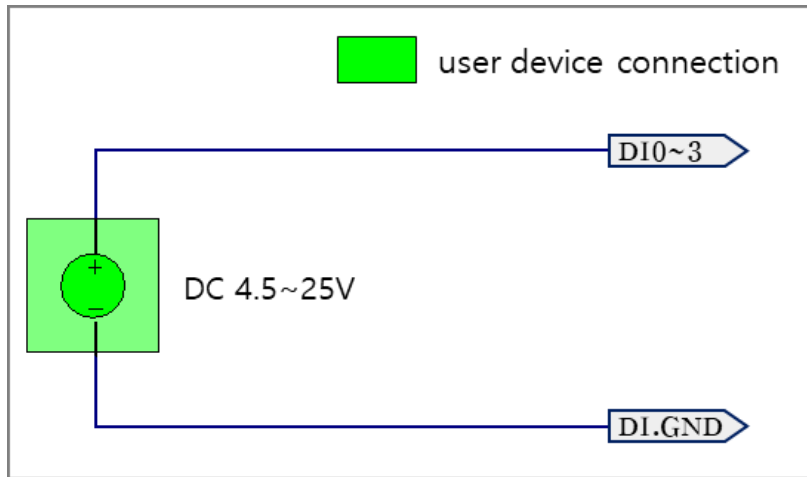 user device connection
DI0~3
+
DC 4.5~25V
−
DI.GND